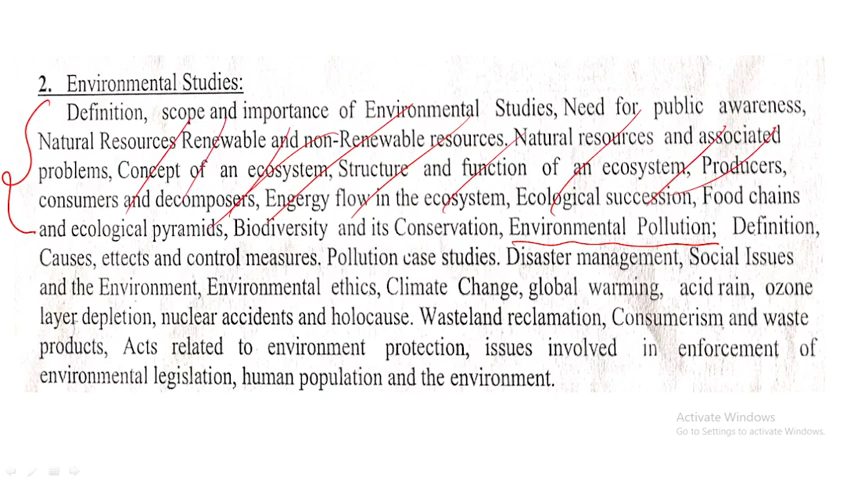 2. Environmental Studies:
Definition, scope and importance of Environmental Studies, Need for public awareness,
Natural Resources Renewable and non-Renewable resources. Natural resources and associated
problems, Concept of an ecosystem, Structure and function of an ecosystem, Producers,
consumers and decomposers, Engergy flow in the ecosystem, Ecological succession, Food chains
and ecological pyramids, Biodiversity and its Conservation, Environmental Pollution; Definition,
Causes, ettects and control measures. Pollution case studies. Disaster management, Social Issues
and the Environment, Environmental ethics, Climate Change, global warming, acid rain, ozone
layer depletion, nuclear accidents and holocause. Wasteland reclamation, Consumerism and waste
products, Acts related to environment protection, issues involved in enforcement of
environmental legislation, human population and the environment.
Activate Windows
Go to Settings to activate Windows.